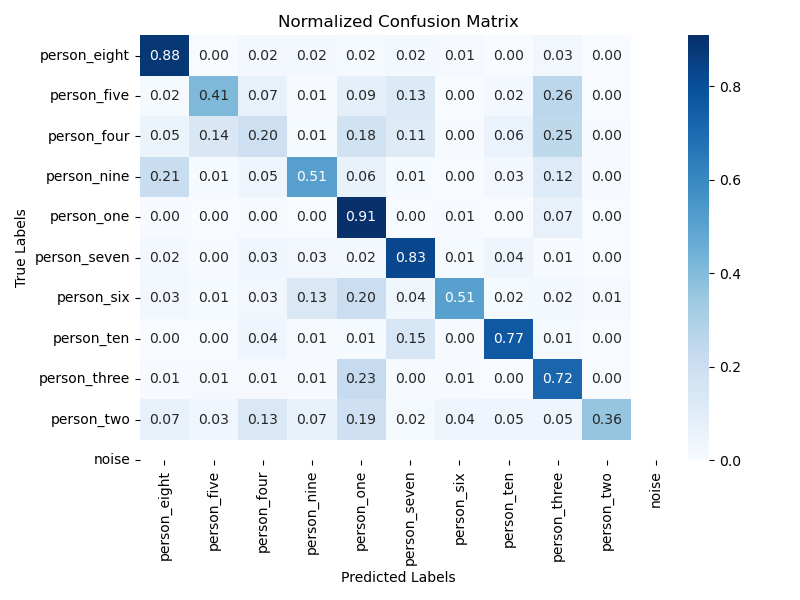 Normalized Confusion Matrix
True Labels
person_eight 0.88 0.00 0.02 0.02 0.02 0.02 0.01 0.00 0.03 0.00
person_five 0.02 0.41 0.07 0.01 0.09 0.13 0.00 0.02 0.26 0.00
person_four 0.05 0.14 0.20 0.01 0.18 0.11 0.00 0.06 0.25 0.00
person_nine 0.21 0.01 0.05 0.51 0.06 0.01 0.00 0.03 0.12 0.00
person_one 0.00 0.00 0.00 0.00 0.91 0.00 0.01 0.00 0.07 0.00
person_seven 0.02 0.00 0.03 0.03 0.02 0.83 0.01 0.04 0.01 0.00
person_six 0.03 0.01 0.03 0.13 0.20 0.04 0.51 0.02 0.02 0.01
person_ten 0.00 0.00 0.04 0.01 0.01 0.15 0.00 0.77 0.01 0.00
person_three 0.01 0.01 0.01 0.01 0.23 0.00 0.01 0.00 0.72 0.00
person_two 0.07 0.03 0.13 0.07 0.19 0.02 0.04 0.05 0.05 0.36
noise
person_eight person_five person_four person_nine person_one person_seven person_six person_ten person_three person_two noise
Predicted Labels
0.8
0.6
0.4
0.2
0.0